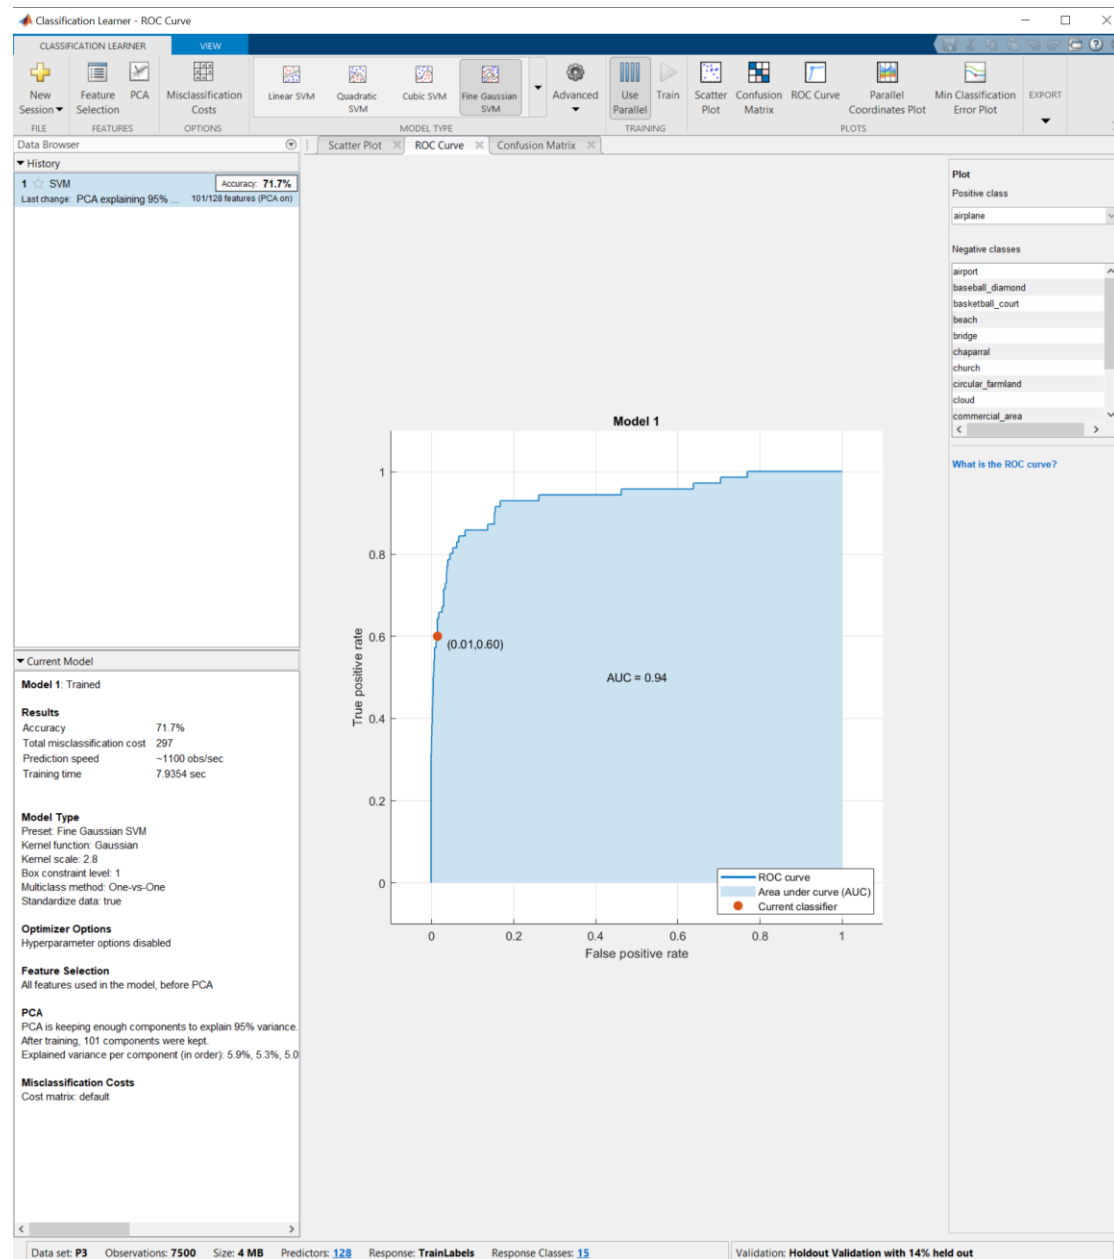 Classification Learner - ROC Curve
CLASSIFICATION LEARNER VIEW
New Session
Feature Selection
PCA
Misclassification Costs
Linear SVM
Quadratic SVM
Cubic SVM
Fine Gaussian SVM
Advanced
Use Parallel
Train
Scatter Plot
Confusion Matrix
ROC Curve
Parallel Coordinates Plot
Min Classification Error Plot
EXPORT
FILE FEATURES OPTIONS MODEL TYPE TRAINING PLOTS
Data Browser
Scatter Plot ROC Curve Confusion Matrix
History
1 SVM Accuracy: 71.7%
Last change: PCA explaining 95% ... 101/128 features (PCA on)
Current Model
Model 1: Trained
Results
Accuracy 71.7%
Total misclassification cost 297
Prediction speed ~1100 obs/sec
Training time 7.9354 sec
Model Type
Preset: Fine Gaussian SVM
Kernel function: Gaussian
Kernel scale: 2.8
Box constraint level: 1
Multiclass method: One-vs-One
Standardize data: true
Optimizer Options
Hyperparameter options disabled
Feature Selection
All features used in the model, before PCA
PCA
PCA is keeping enough components to explain 95% variance.
After training, 101 components were kept.
Explained variance per component (in order): 5.9%, 5.3%, 5.0
Misclassification Costs
Cost matrix: default
Model 1
1
0.8
0.6
0.4
0.2
0
True positive rate
(0.01,0.60)
AUC = 0.94
ROC curve
Area under curve (AUC)
Current classifier
0 0.2 0.4 0.6 0.8 1
False positive rate
Plot
Positive class
airplane
Negative classes
airport
baseball_diamond
basketball_court
beach
bridge
chaparral
church
circular_farmland
cloud
commercial_area
What is the ROC curve?
Data set: P3 Observations: 7500 Size: 4 MB Predictors: 128 Response: TrainLabels Response Classes: 15 Validation: Holdout Validation with 14% held out